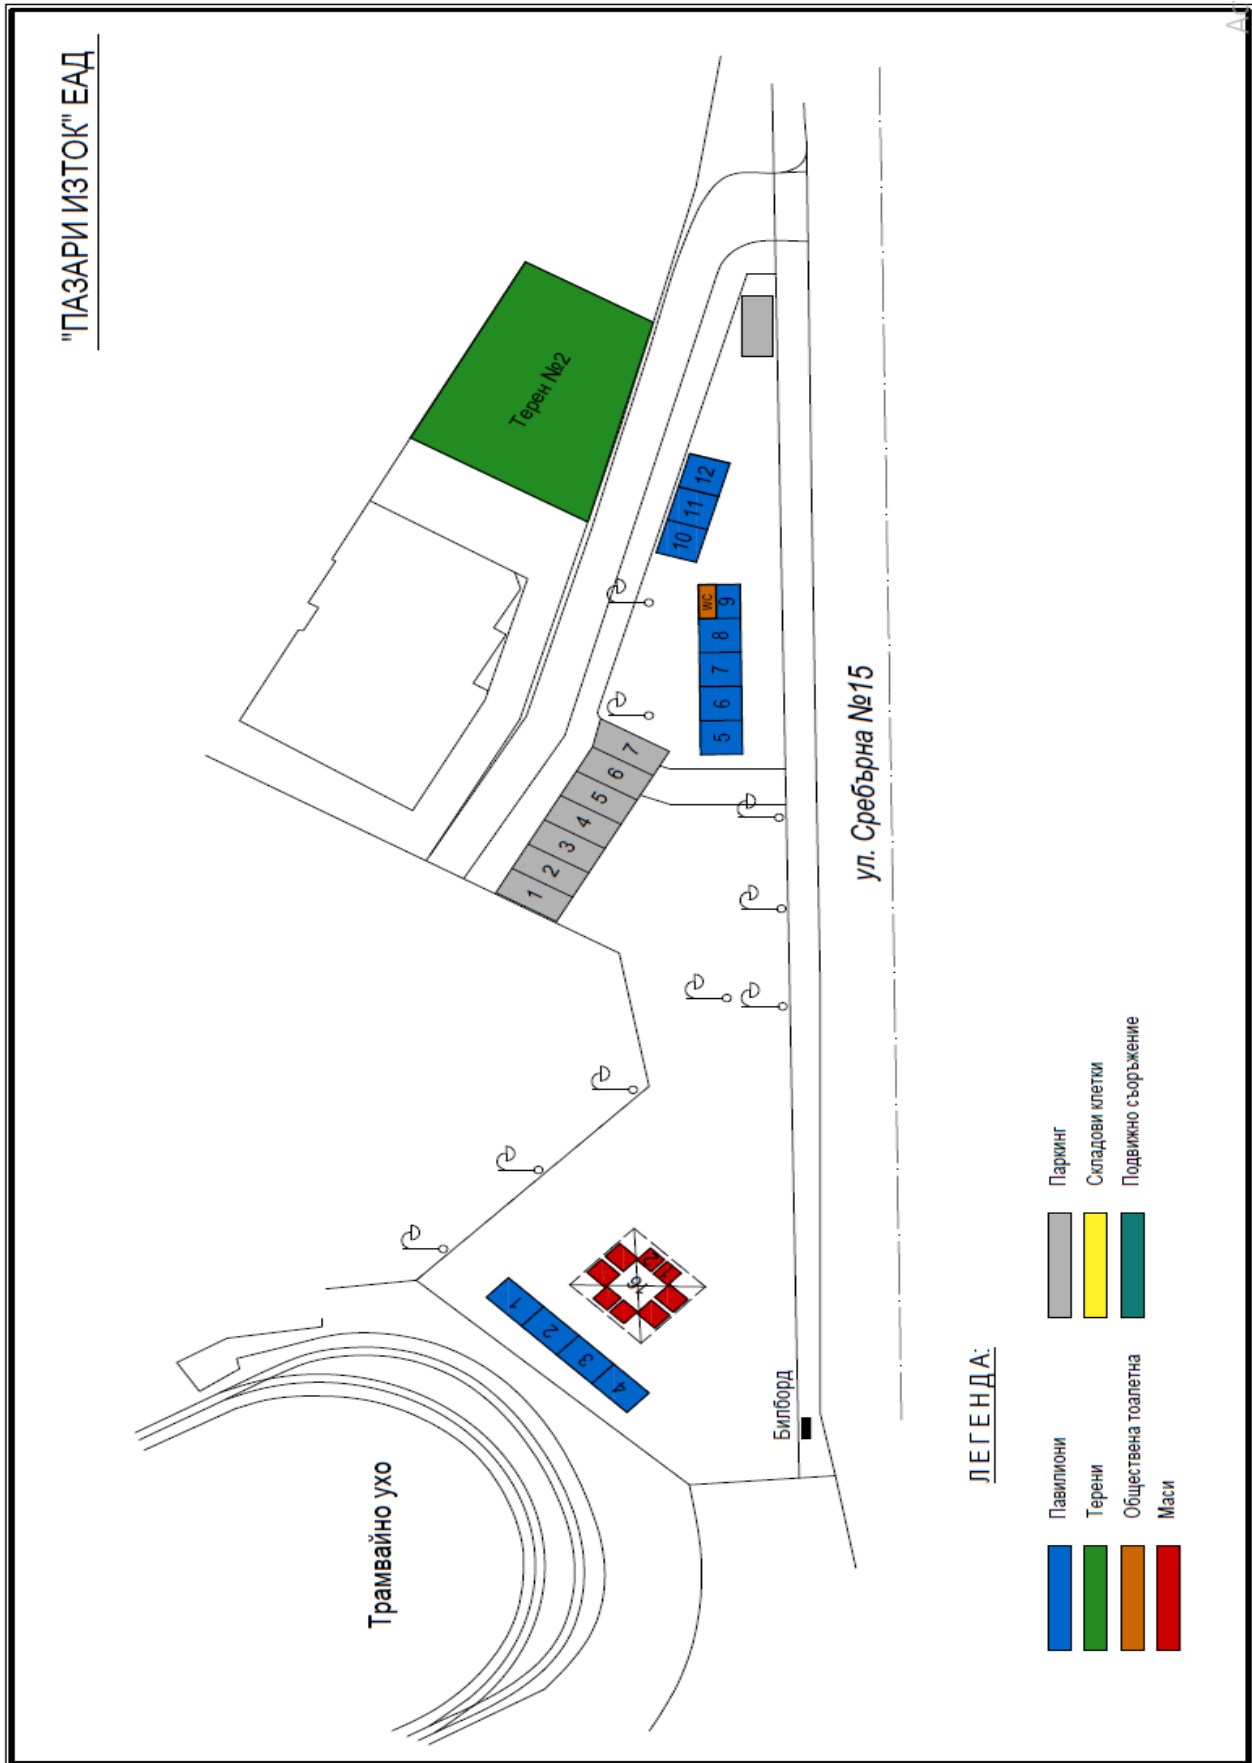 "ПАЗАРИ ИЗТОК" ЕАД
Терен №2
10 11 12
WC
5 6 7 8 9
1 2 3 4 5 6 7
ул. Сребърна №15
1 2 3 4
1 2
Билборд
Трамвайно ухо
ЛЕГЕНДА:
Павилиони
Терени
Обществена тоалетна
Маси
Паркинг
Складови клетки
Подвижно съоръжение